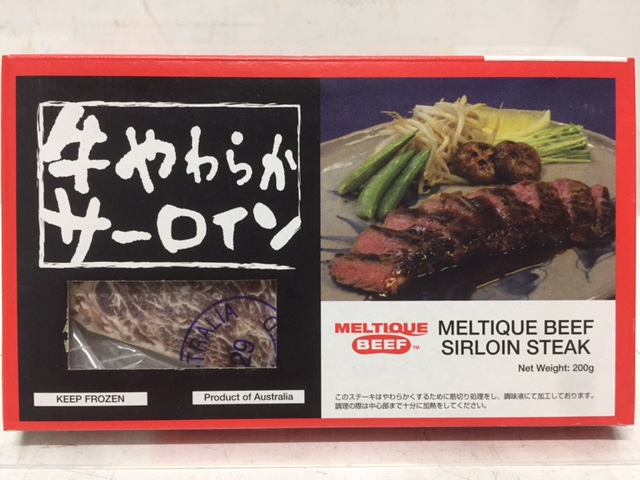 牛やわらか
サーロイン
TRALIA
29
KEEP FROZEN
Product of Australia
MELTIQUE
BEEF™
MELTIQUE BEEF
SIRLOIN STEAK
Net Weight: 200g
このステーキはやわらかくするために筋切り処理をし、調味液にて加工しております。
調理の際は中心部まで十分に加熱をしてください。